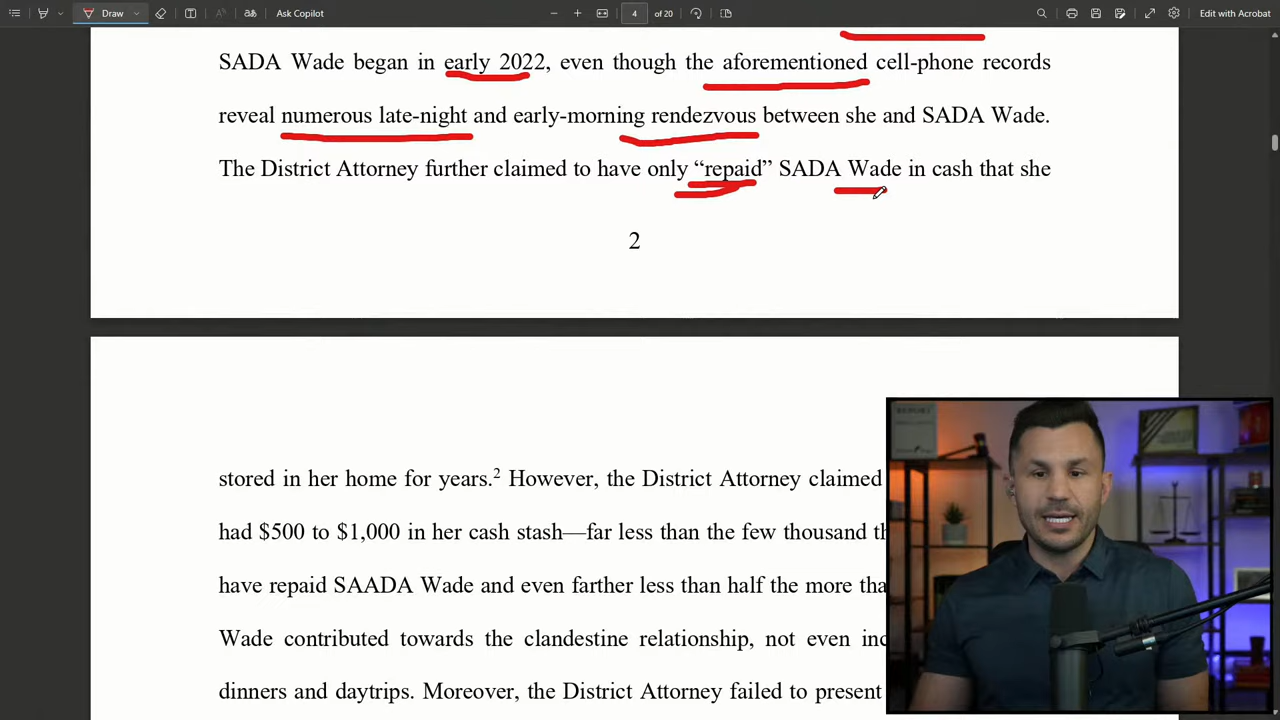 Draw
Ask Copilot
4 of 20
Edit with Acrobat
SADA Wade began in early 2022, even though the aforementioned cell-phone records
reveal numerous late-night and early-morning rendezvous between she and SADA Wade.
The District Attorney further claimed to have only “repaid” SADA Wade in cash that she
2
stored in her home for years.2 However, the District Attorney claimed
had $500 to $1,000 in her cash stash—far less than the few thousand
have repaid SAADA Wade and even farther less than half the more
Wade contributed towards the clandestine relationship, not even
dinners and daytrips. Moreover, the District Attorney failed to present